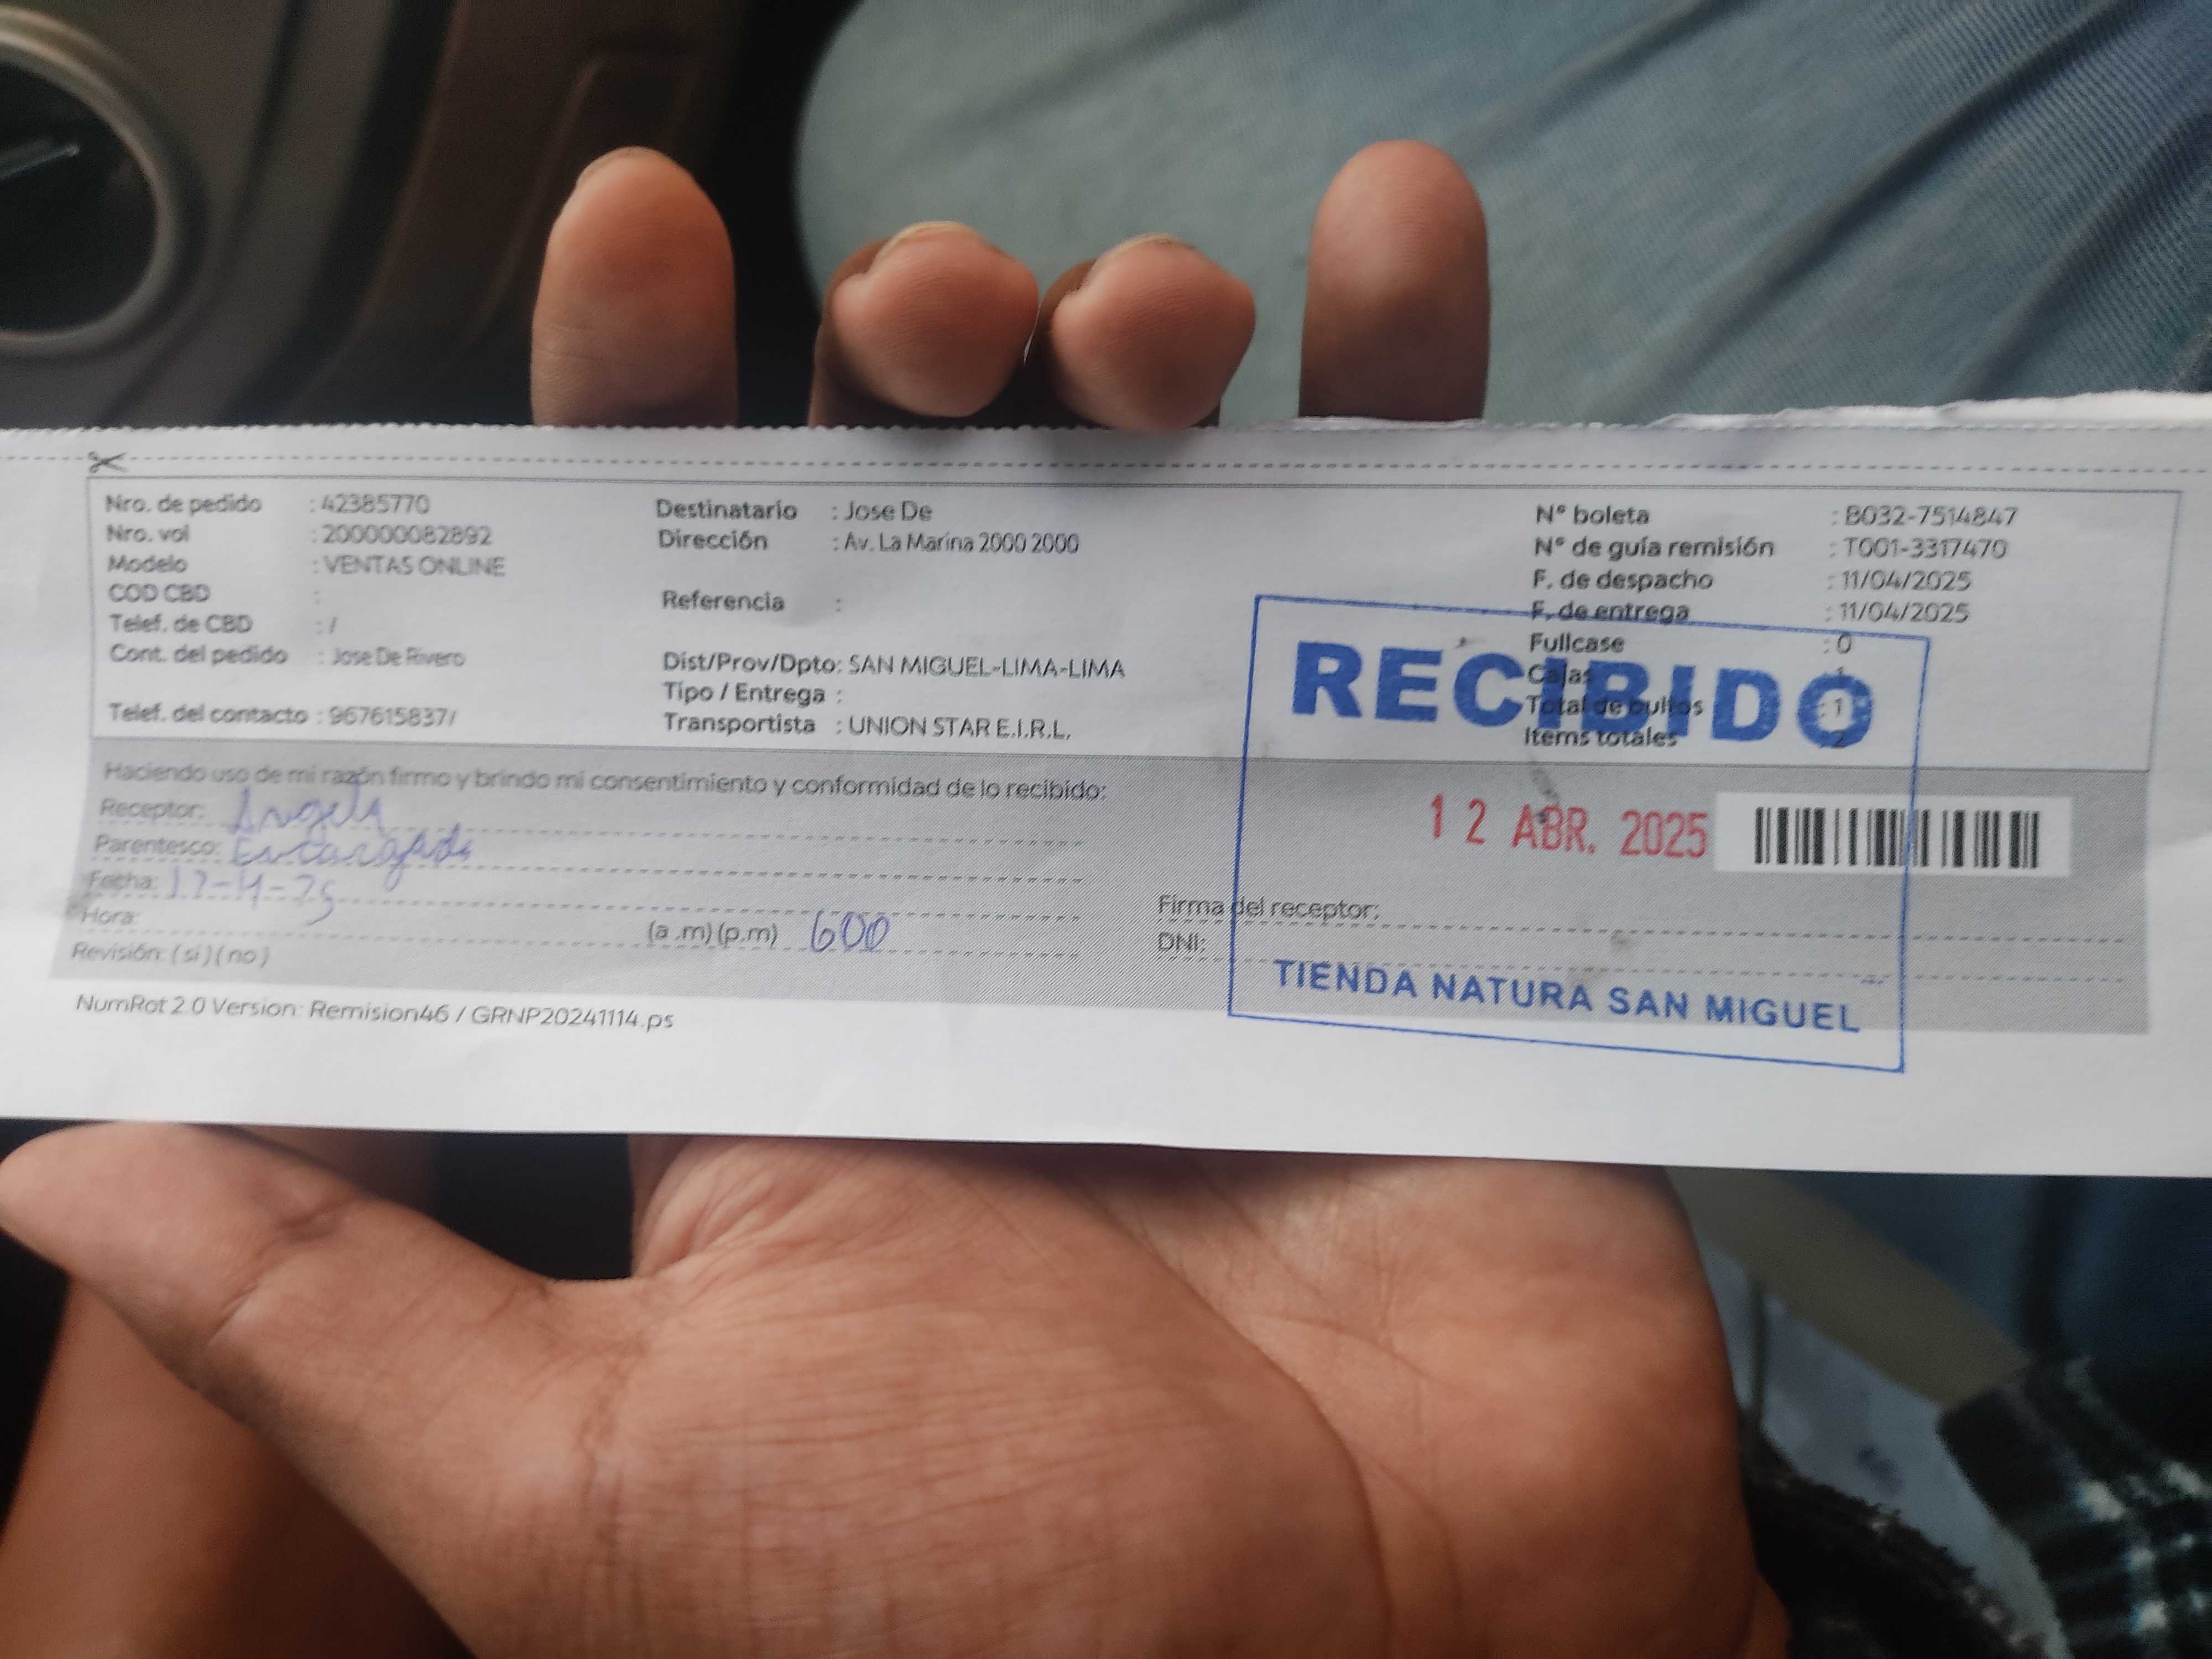 Nro. de pedido : 42385770
Nro. vol : 200000082892
Modelo : VENTAS ONLINE
COD CBD :
Telef. de CBD : /
Cont. del pedido : Jose De Rivero
Telef. del contacto : 967615837/
Destinatario : Jose De
Dirección : Av. La Marina 2000 2000
Referencia :
Dist/Prov/Dpto: SAN MIGUEL-LIMA-LIMA
Tipo / Entrega :
Transportista : UNION STAR E.I.R.L.
N° boleta : B032-7514847
N° de guía remisión : T001-3317470
F. de despacho : 11/04/2025
F. de entrega : 11/04/2025
Fullcase : 0
Cajas : 1
Total de bultos : 1
Items totales : 2
RECIBIDO
12 ABR. 2025
TIENDA NATURA SAN MIGUEL
Haciendo uso de mi razón firmo y brindo mi consentimiento y conformidad de lo recibido:
Receptor:
Parentesco: Encargada
Fecha: 12-4-25
Hora: (a .m) (p.m) 600
Revisión: ( si ) ( no )
Firma del receptor:
DNI:
NumRot 2.0 Version: Remision46 / GRNP20241114.ps